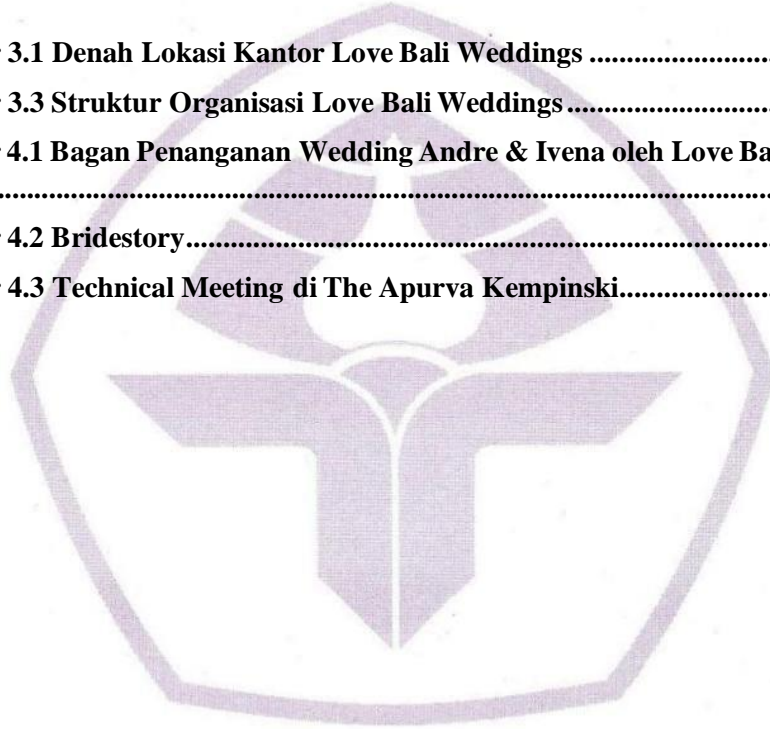 r 3.1 Denah Lokasi Kantor Love Bali Weddings ..............................
r 3.3 Struktur Organisasi Love Bali Weddings ..................................
r 4.1 Bagan Penanganan Wedding Andre & Ivena oleh Love Ba
....................................................................................................
r 4.2 Bridestory..................................................................................
r 4.3 Technical Meeting di The Apurva Kempinski.........................